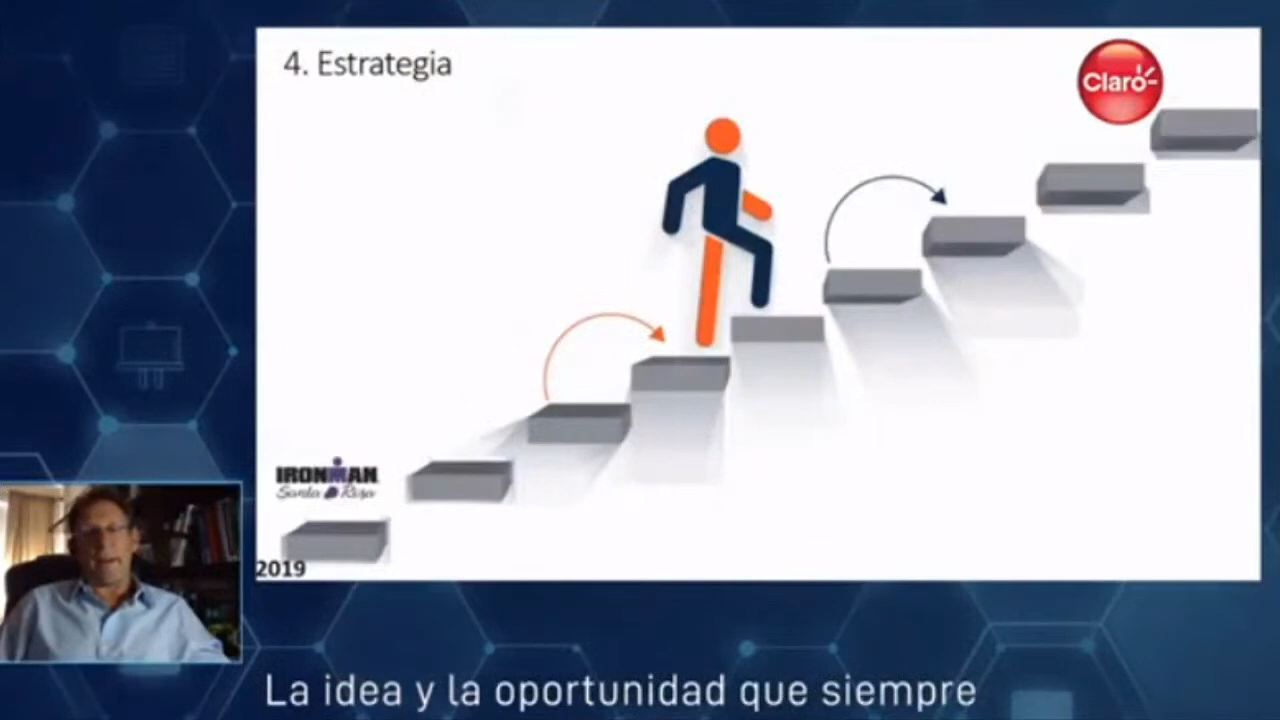 4. Estrategia
Claro
IRONMAN
Santa Rosa
2019
La idea y la oportunidad que siempre